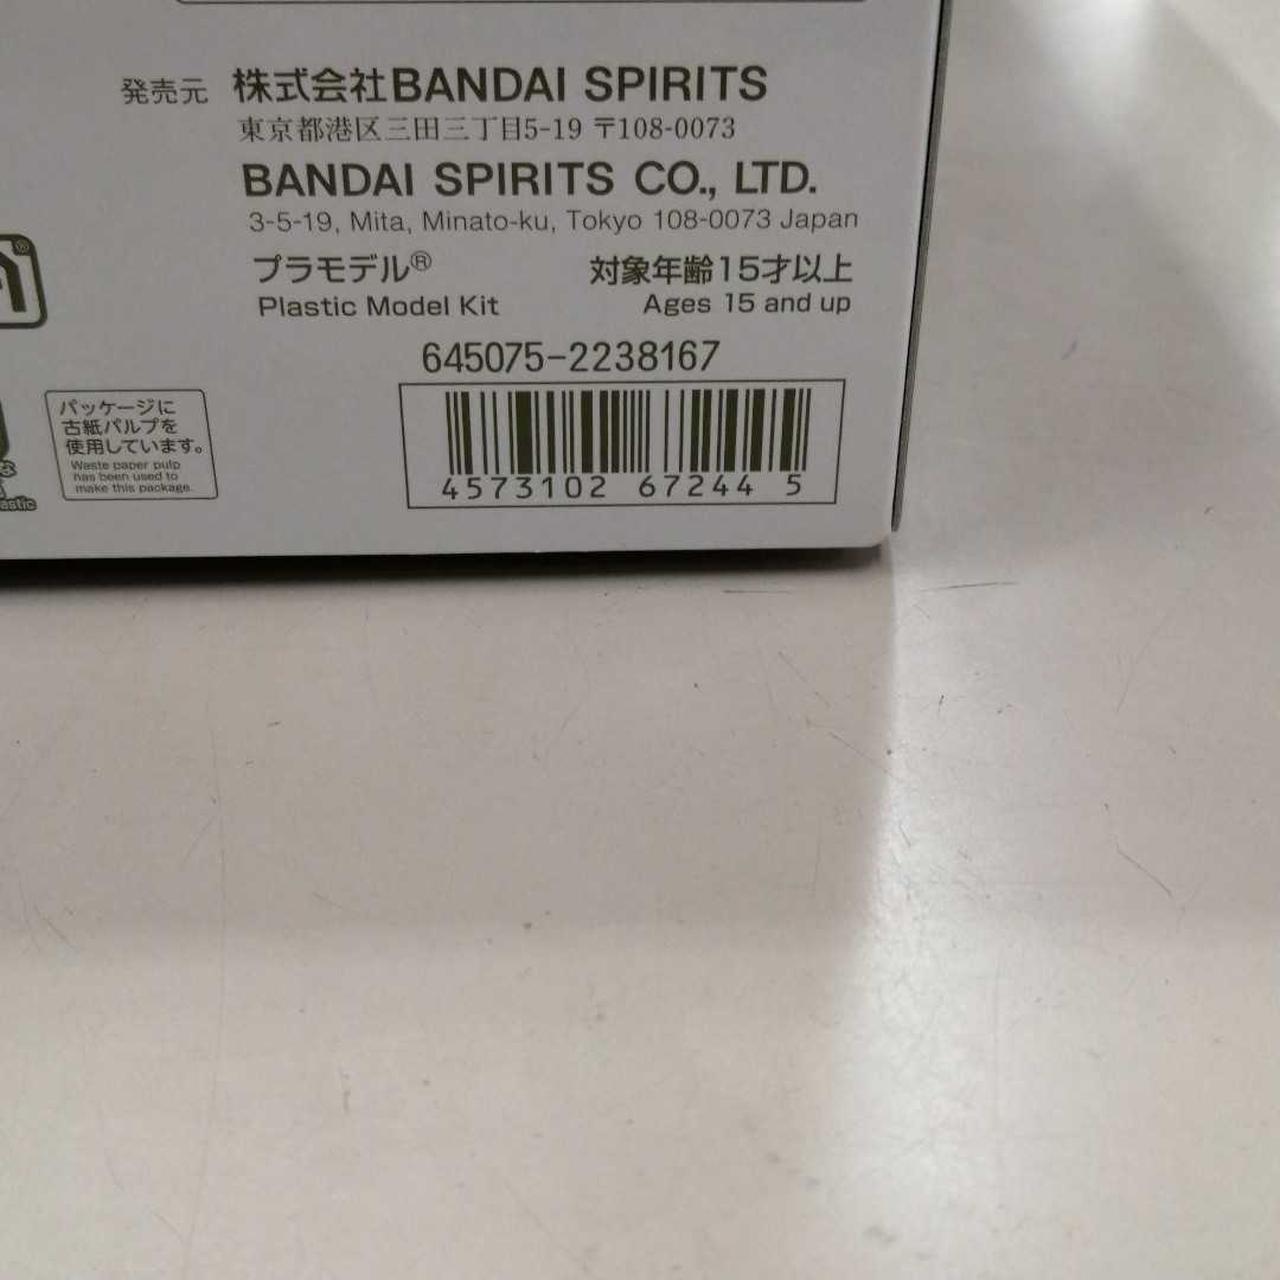 発売元 株式会社BANDAI SPIRITS
東京都港区三田三丁目5-19 〒108-0073
BANDAI SPIRITS CO., LTD.
3-5-19, Mita, Minato-ku, Tokyo 108-0073 Japan
プラモデル® 対象年齢15才以上
Plastic Model Kit Ages 15 and up
645075-2238167
パッケージに
古紙パルプを
使用しています。
Waste paper pulp
has been used to
make this package.
4573102 67244 5